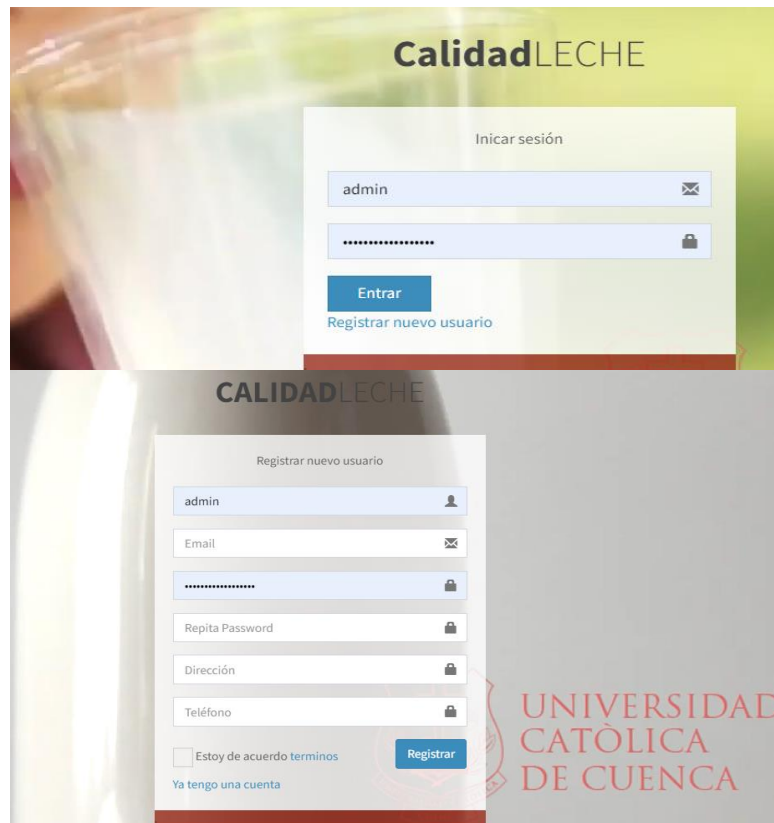 CalidadLECHE
Inicar sesión
admin
••••••••••••••••••
Entrar
Registrar nuevo usuario
CALIDADLECHE
Registrar nuevo usuario
admin
Email
•••••••••••••••••
Repita Password
Dirección
Teléfono
Estoy de acuerdo terminos
Registrar
Ya tengo una cuenta
UNIVERSIDAD
CATÒLICA
DE CUENCA